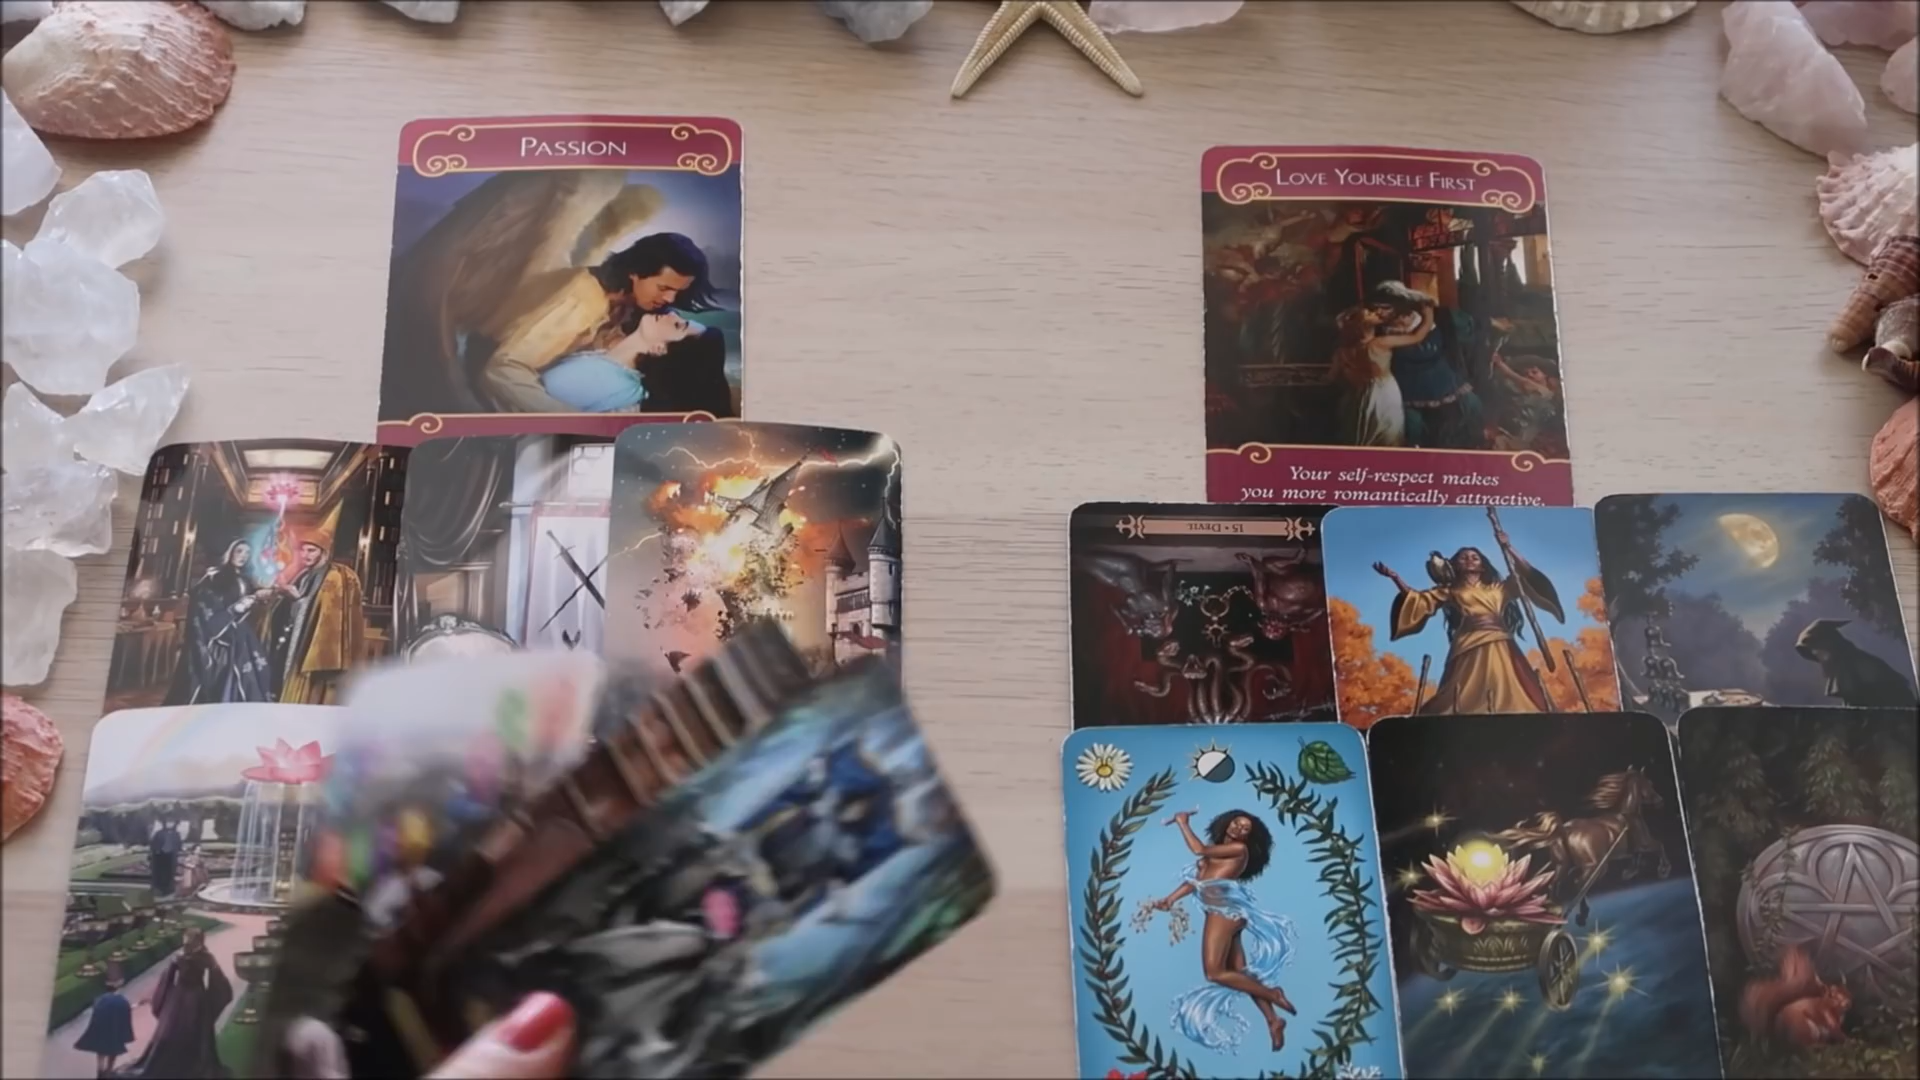 PASSION
LOVE YOURSELF FIRST
Your self-respect makes
you more romantically attractive.
15 • DEVIL